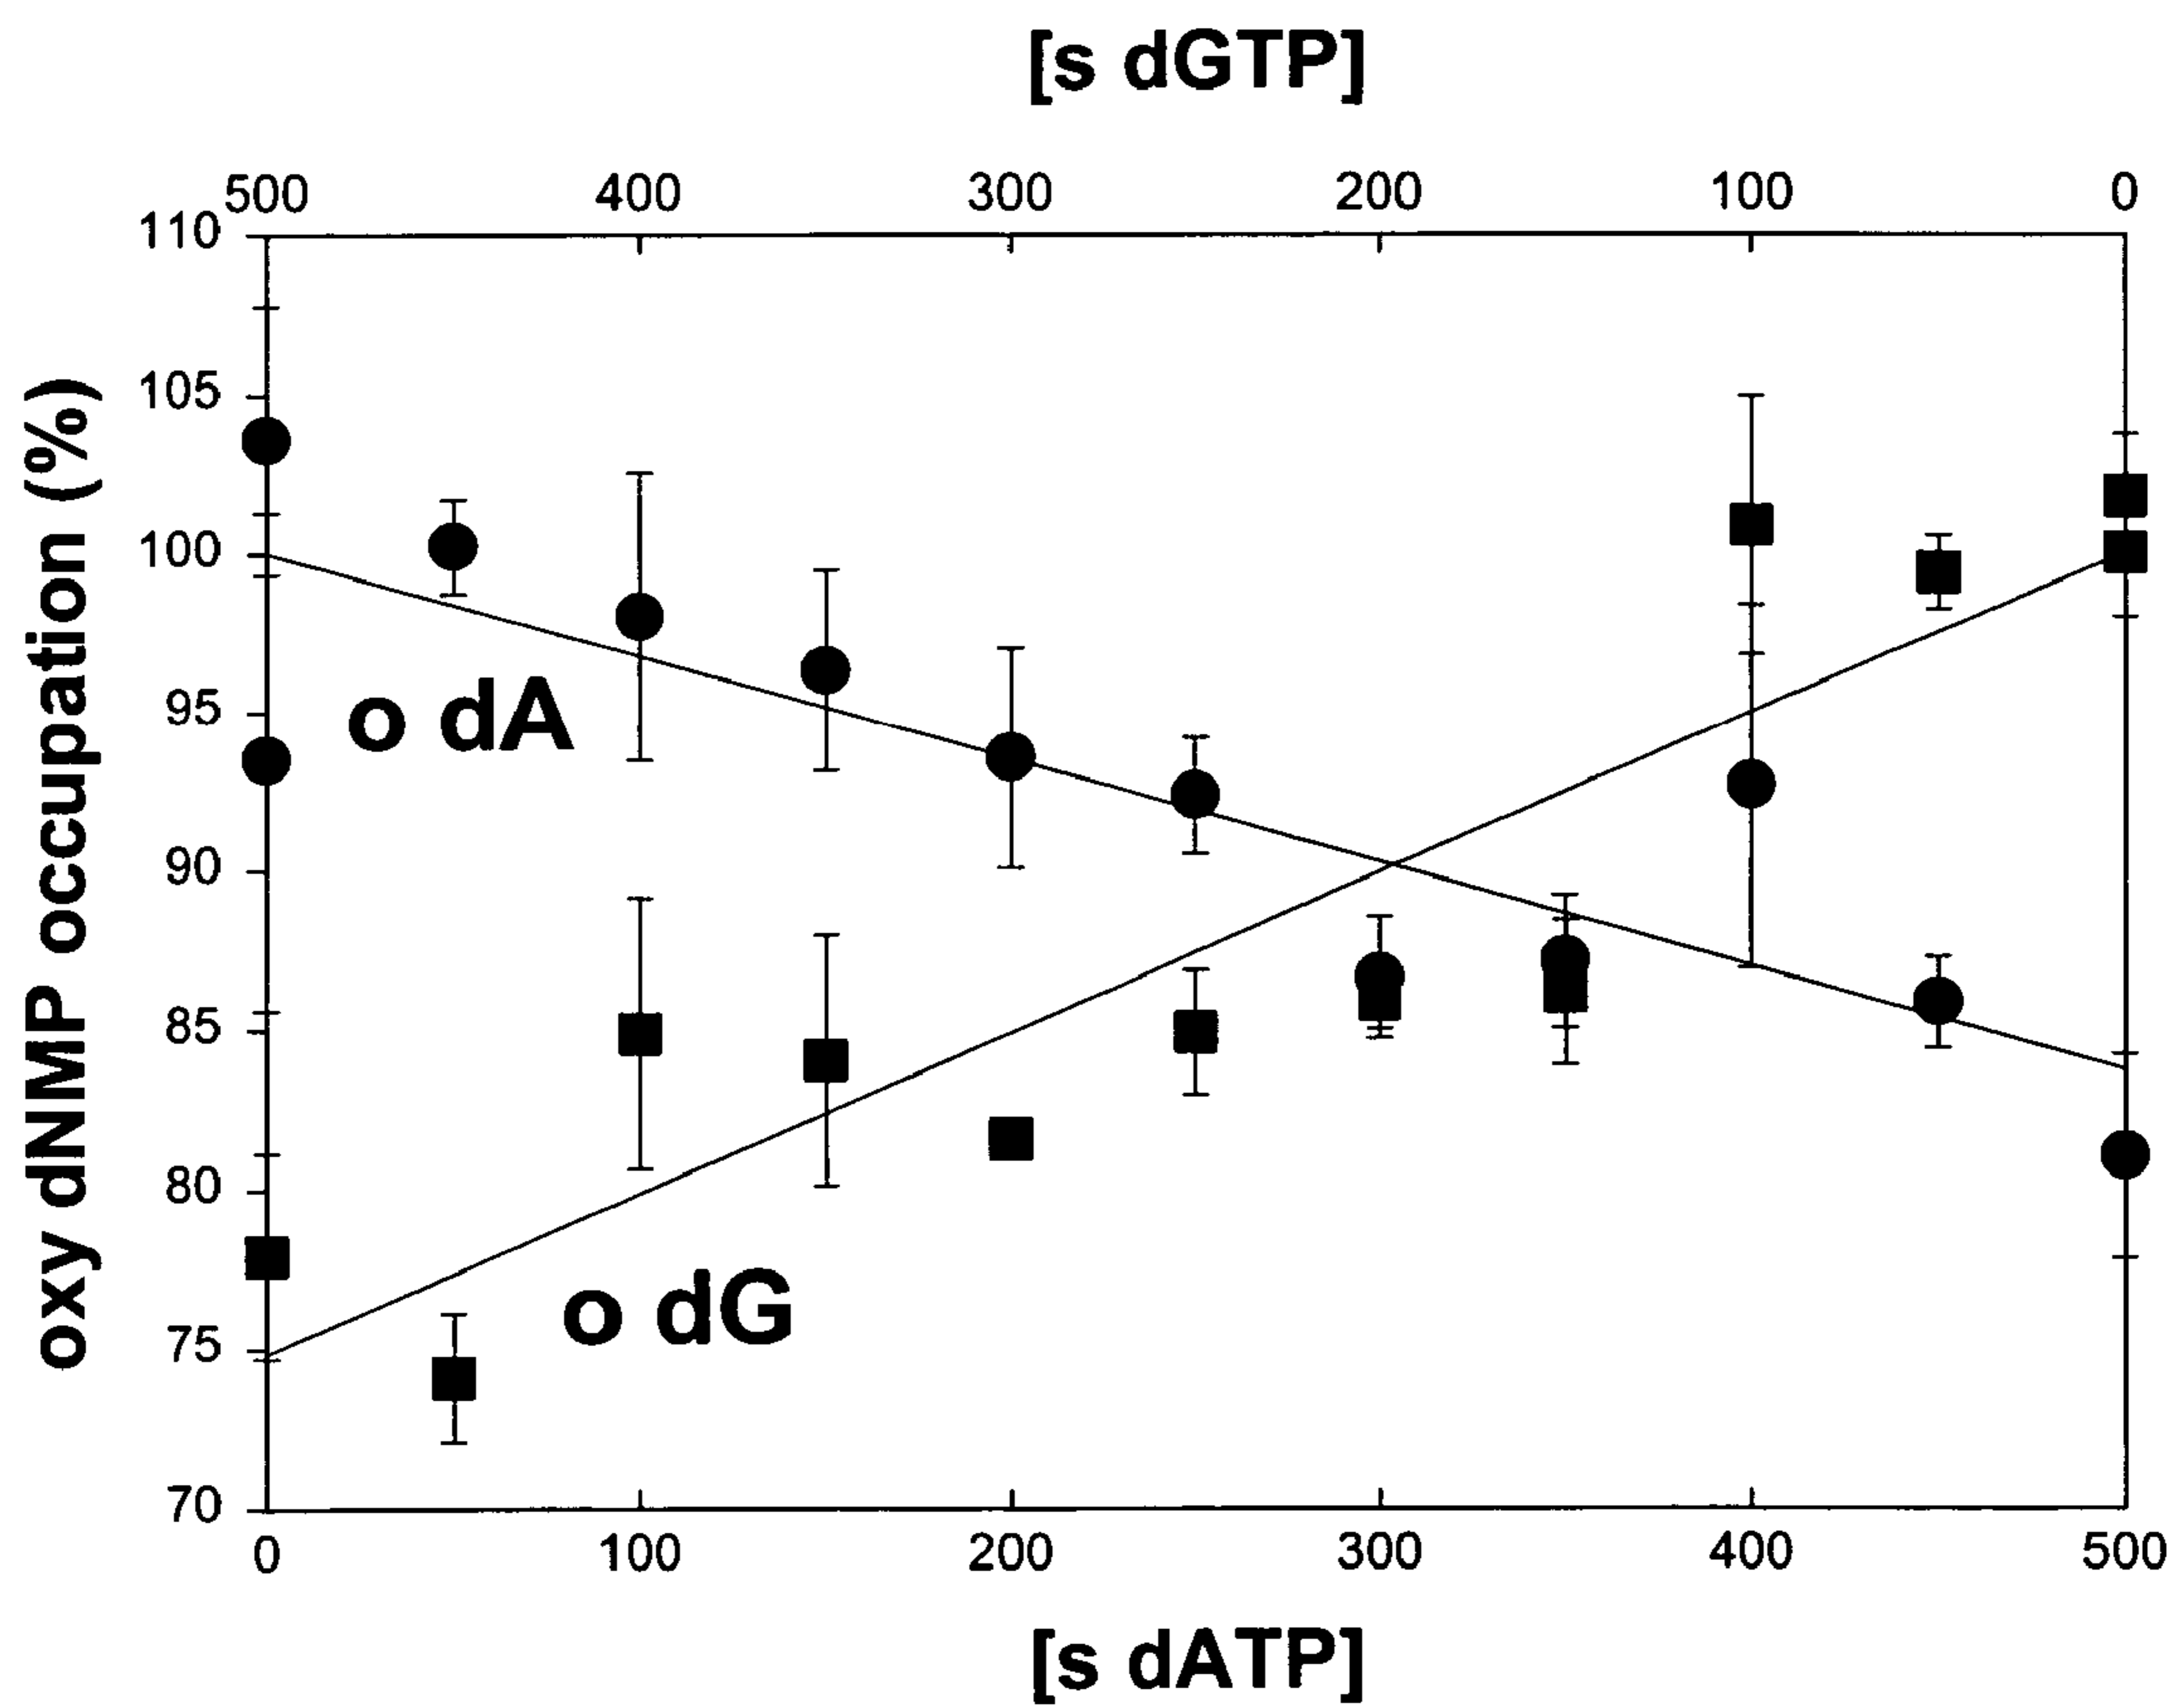 [s dGTP]
500 400 300 200 100 0
110
105
100
95
90
85
80
75
70
oxy dNMP occupation (%)
o dA
o dG
0 100 200 300 400 500
[s dATP]